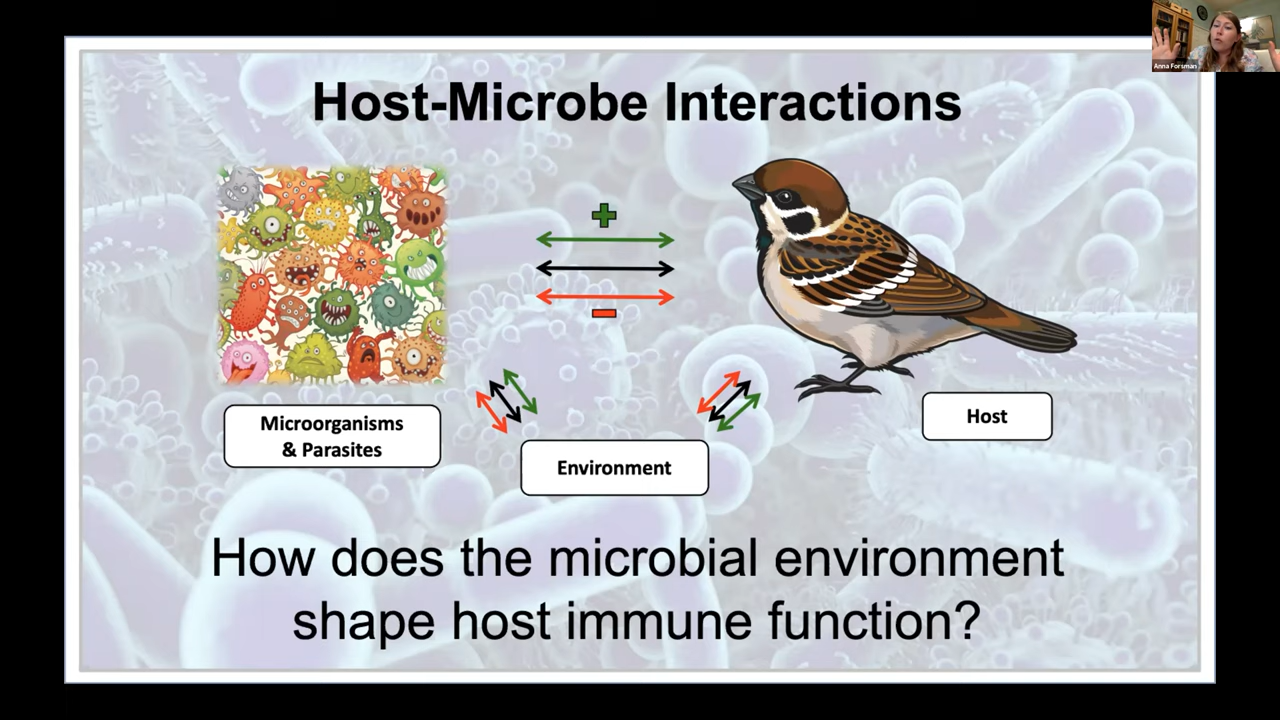 Anna Forsman
Host-Microbe Interactions
Microorganisms
& Parasites
Host
Environment
How does the microbial environment
shape host immune function?